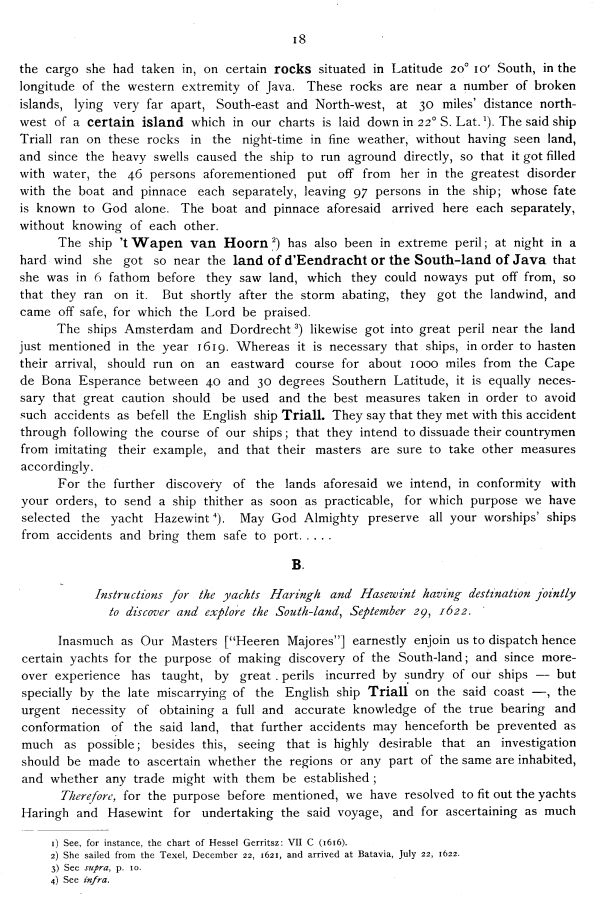 18
the cargo she had taken in, on certain rocks situated in Latitude 20° 10' South, in the
longitude of the western extremity of Java. These rocks are near a number of broken
islands, lying very far apart, South-east and North-west, at 30 miles' distance north-
west of a certain island which in our charts is laid down in 22° S. Lat. 1). The said ship
Triall ran on these rocks in the night-time in fine weather, without having seen land,
and since the heavy swells caused the ship to run aground directly, so that it got filled
with water, the 46 persons aforementioned put off from her in the greatest disorder
with the boat and pinnace each separately, leaving 97 persons in the ship; whose fate
is known to God alone. The boat and pinnace aforesaid arrived here each separately,
without knowing of each other.
The ship 't Wapen van Hoorn 2) has also been in extreme peril; at night in a
hard wind she got so near the land of d'Eendracht or the South-land of Java that
she was in 6 fathom before they saw land, which they could noways put off from, so
that they ran on it. But shortly after the storm abating, they got the landwind, and
came off safe, for which the Lord be praised.
The ships Amsterdam and Dordrecht 3) likewise got into great peril near the land
just mentioned in the year 1619. Whereas it is necessary that ships, in order to hasten
their arrival, should run on an eastward course for about 1000 miles from the Cape
de Bona Esperance between 40 and 30 degrees Southern Latitude, it is equally neces-
sary that great caution should be used and the best measures taken in order to avoid
such accidents as befell the English ship Triall. They say that they met with this accident
through following the course of our ships; that they intend to dissuade their countrymen
from imitating their example, and that their masters are sure to take other measures
accordingly.
For the further discovery of the lands aforesaid we intend, in conformity with
your orders, to send a ship thither as soon as practicable, for which purpose we have
selected the yacht Hazewint 4). May God Almighty preserve all your worships' ships
from accidents and bring them safe to port.....
B.
Instructions for the yachts Haringh and Hasewint having destination jointly
to discover and explore the South-land, September 29, 1622.
Inasmuch as Our Masters ["Heeren Majores"] earnestly enjoin us to dispatch hence
certain yachts for the purpose of making discovery of the South-land; and since more-
over experience has taught, by great perils incurred by sundry of our ships — but
specially by the late miscarrying of the English ship Triall on the said coast —, the
urgent necessity of obtaining a full and accurate knowledge of the true bearing and
conformation of the said land, that further accidents may henceforth be prevented as
much as possible; besides this, seeing that is highly desirable that an investigation
should be made to ascertain whether the regions or any part of the same are inhabited,
and whether any trade might with them be established;
Therefore, for the purpose before mentioned, we have resolved to fit out the yachts
Haringh and Hasewint for undertaking the said voyage, and for ascertaining as much
1) See, for instance, the chart of Hessel Gerritsz: VII C (1616).
2) She sailed from the Texel, December 22, 1621, and arrived at Batavia, July 22, 1622.
3) See supra, p. 10.
4) See infra.